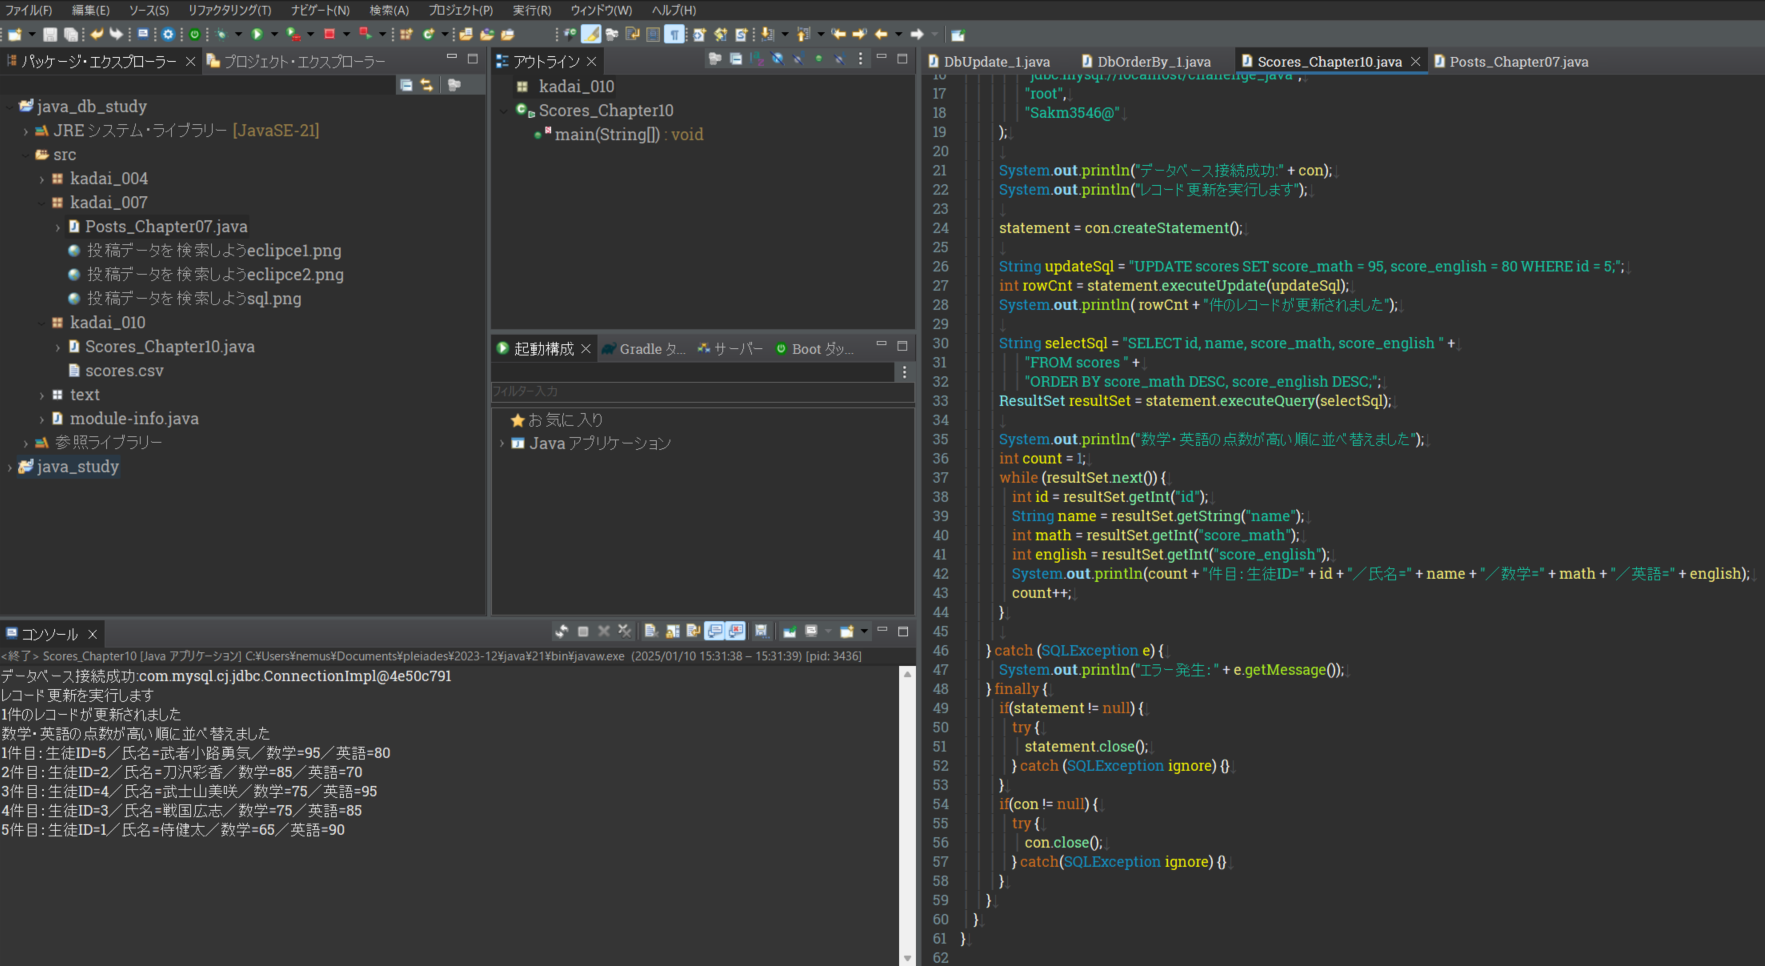 ファイル(F) 編集(E) ソース(S) リファクタリング(T) ナビゲート(N) 検索(A) プロジェクト(P) 実行(R) ウィンドウ(W) ヘルプ(H)
パッケージ・エクスプローラー プロジェクト・エクスプローラー
java_db_study
JRE システム・ライブラリー [JavaSE-21]
src
kadai_004
kadai_007
Posts_Chapter07.java
投稿データを検索しようeclipce1.png
投稿データを検索しようeclipce2.png
投稿データを検索しようsql.png
kadai_010
Scores_Chapter10.java
scores.csv
text
module-info.java
参照ライブラリー
java_study
アウトライン
kadai_010
Scores_Chapter10
main(String[]) : void
起動構成 Gradle タ... サーバー Boot ダッ...
フィルター入力
お気に入り
Java アプリケーション
コンソール
<終了> Scores_Chapter10 [Java アプリケーション] C:¥Users¥nemus¥Documents¥pleiades¥2023-12¥java¥21¥bin¥javaw.exe (2025/01/10 15:31:38 – 15:31:39) [pid: 3436]
データベース接続成功:com.mysql.cj.jdbc.ConnectionImpl@4e50c791
レコード更新を実行します
1件のレコードが更新されました
数学・英語の点数が高い順に並べ替えました
1件目：生徒ID=5／氏名=武者小路勇気／数学=95／英語=80
2件目：生徒ID=2／氏名=刀沢彩香／数学=85／英語=70
3件目：生徒ID=4／氏名=武士山美咲／数学=75／英語=95
4件目：生徒ID=3／氏名=戦国広志／数学=75／英語=85
5件目：生徒ID=1／氏名=侍健太／数学=65／英語=90
DbUpdate_1.java DbOrderBy_1.java Scores_Chapter10.java Posts_Chapter07.java
16 "jdbc:mysql://localhost/challenge_java",
17 "root",
18 "Sakm3546@"
19 );
20
21 System.out.println("データベース接続成功:" + con);
22 System.out.println("レコード更新を実行します");
23
24 statement = con.createStatement();
25
26 String updateSql = "UPDATE scores SET score_math = 95, score_english = 80 WHERE id = 5;";
27 int rowCnt = statement.executeUpdate(updateSql);
28 System.out.println( rowCnt + "件のレコードが更新されました");
29
30 String selectSql = "SELECT id, name, score_math, score_english " +
31 "FROM scores " +
32 "ORDER BY score_math DESC, score_english DESC;";
33 ResultSet resultSet = statement.executeQuery(selectSql);
34
35 System.out.println("数学・英語の点数が高い順に並べ替えました");
36 int count = 1;
37 while (resultSet.next()) {
38 int id = resultSet.getInt("id");
39 String name = resultSet.getString("name");
40 int math = resultSet.getInt("score_math");
41 int english = resultSet.getInt("score_english");
42 System.out.println(count + "件目：生徒ID=" + id + "／氏名=" + name + "／数学=" + math + "／英語=" + english);
43 count++;
44 }
45
46 } catch (SQLException e) {
47 System.out.println("エラー発生：" + e.getMessage());
48 } finally {
49 if(statement != null) {
50 try {
51 statement.close();
52 } catch (SQLException ignore) {}
53 }
54 if(con != null) {
55 try {
56 con.close();
57 } catch(SQLException ignore) {}
58 }
59 }
60 }
61 }
62